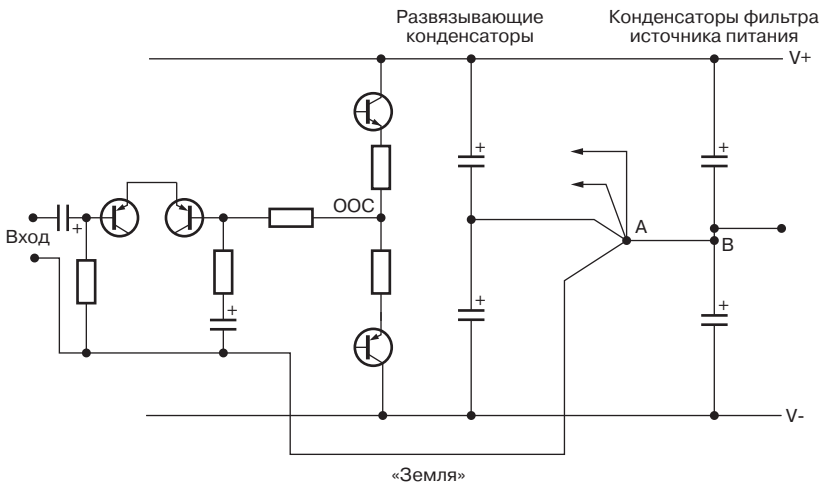 Развязывающие
конденсаторы
Конденсаторы фильтра
источника питания
V+
+
+
ООС
A
+
Вход
B
+
+
+
V-
«Земля»